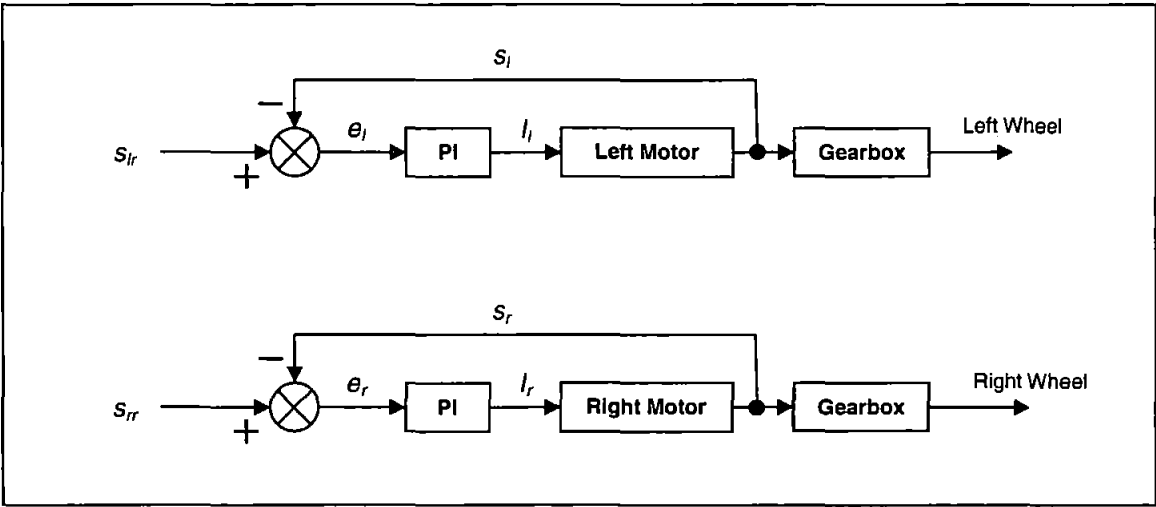 s_l
− e_l I_l Left Wheel
s_lr PI Left Motor Gearbox
+
s_r
− e_r I_r Right Wheel
s_rr PI Right Motor Gearbox
+